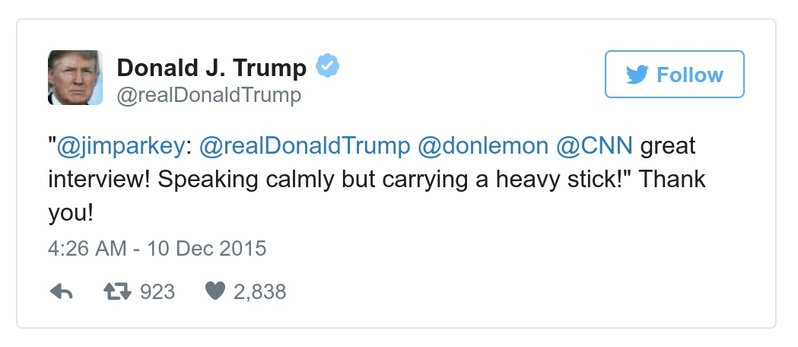 Donald J. Trump
@realDonaldTrump
Follow
"@jimparkey: @realDonaldTrump @donlemon @CNN great
interview! Speaking calmly but carrying a heavy stick!" Thank
you!
4:26 AM - 10 Dec 2015
923
2,838